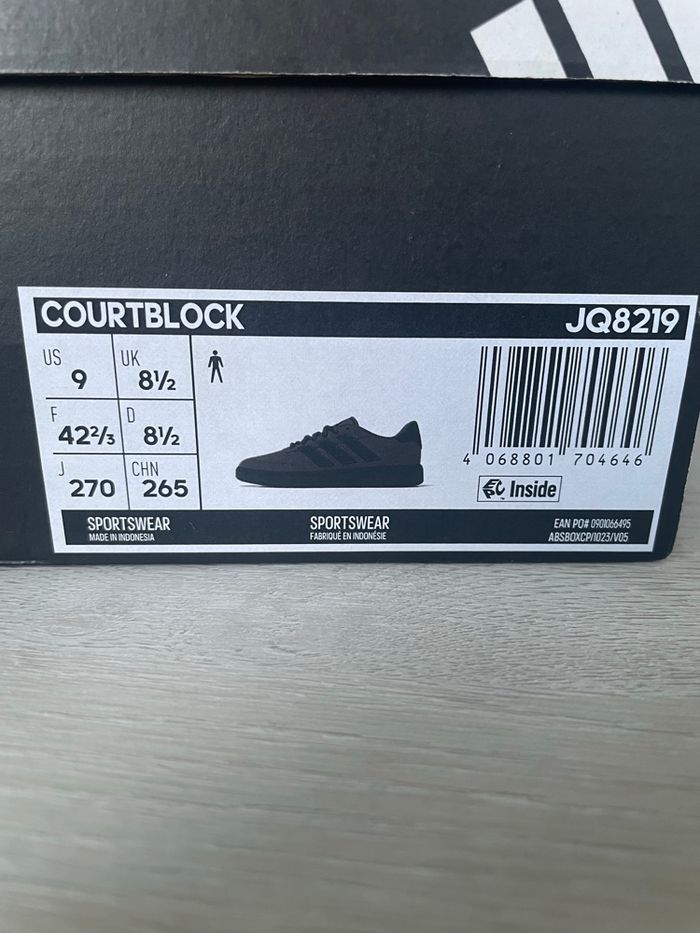 COURTBLOCK JQ8219
US 9 UK 8½
F 42⅔ D 8½
J 270 CHN 265
4 068801 704646
EC™ Inside
SPORTSWEAR
MADE IN INDONESIA
SPORTSWEAR
FABRIQUÉ EN INDONÉSIE
EAN PO# 0901066495
ABSBOXCP/1023/V05